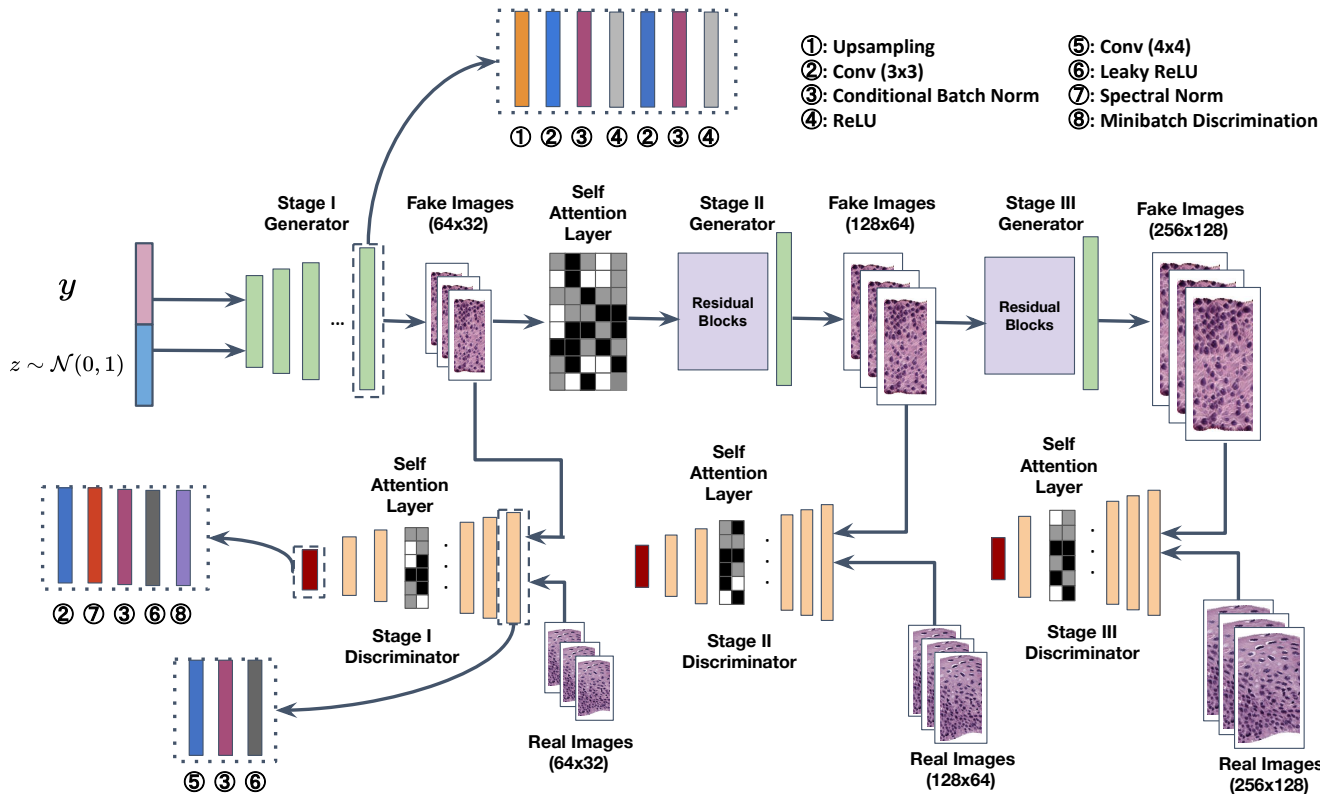 ①: Upsampling
②: Conv (3x3)
③: Conditional Batch Norm
④: ReLU
⑤: Conv (4x4)
⑥: Leaky ReLU
⑦: Spectral Norm
⑧: Minibatch Discrimination
① ② ③ ④ ② ③ ④
Stage I
Generator
Fake Images
(64x32)
Self
Attention
Layer
Stage II
Generator
Fake Images
(128x64)
Stage III
Generator
Fake Images
(256x128)
y
z ∼ N(0, 1)
...
Residual
Blocks
Residual
Blocks
Self
Attention
Layer
Self
Attention
Layer
Self
Attention
Layer
② ⑦ ③ ⑥ ⑧
Stage I
Discriminator
Stage II
Discriminator
Stage III
Discriminator
⑤ ③ ⑥
Real Images
(64x32)
Real Images
(128x64)
Real Images
(256x128)